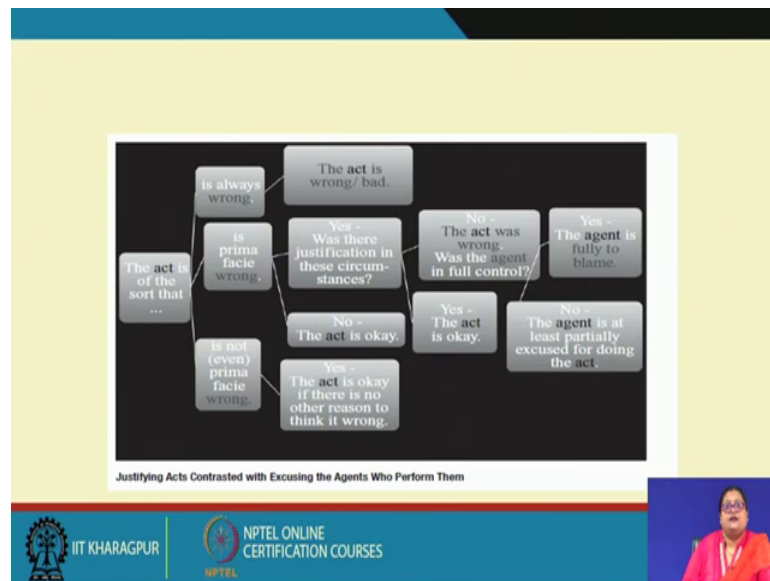 The act is
of the
sort that
...
is always
wrong.
The act is
wrong/ bad.
is
prima
facie
wrong.
Yes -
Was there
justification in
these circum-
stances?
No -
The act was
wrong.
Was the agent
in full control?
Yes -
The agent is
fully to
blame.
No -
The agent is at
least partially
excused for doing
the act.
Yes -
The act
is okay.
No -
The act is okay.
is not
(even)
prima
facie
wrong.
Yes -
The act is okay
if there is no
other reason to
think it wrong.
Justifying Acts Contrasted with Excusing the Agents Who Perform Them
IIT KHARAGPUR
NPTEL
NPTEL ONLINE
CERTIFICATION COURSES